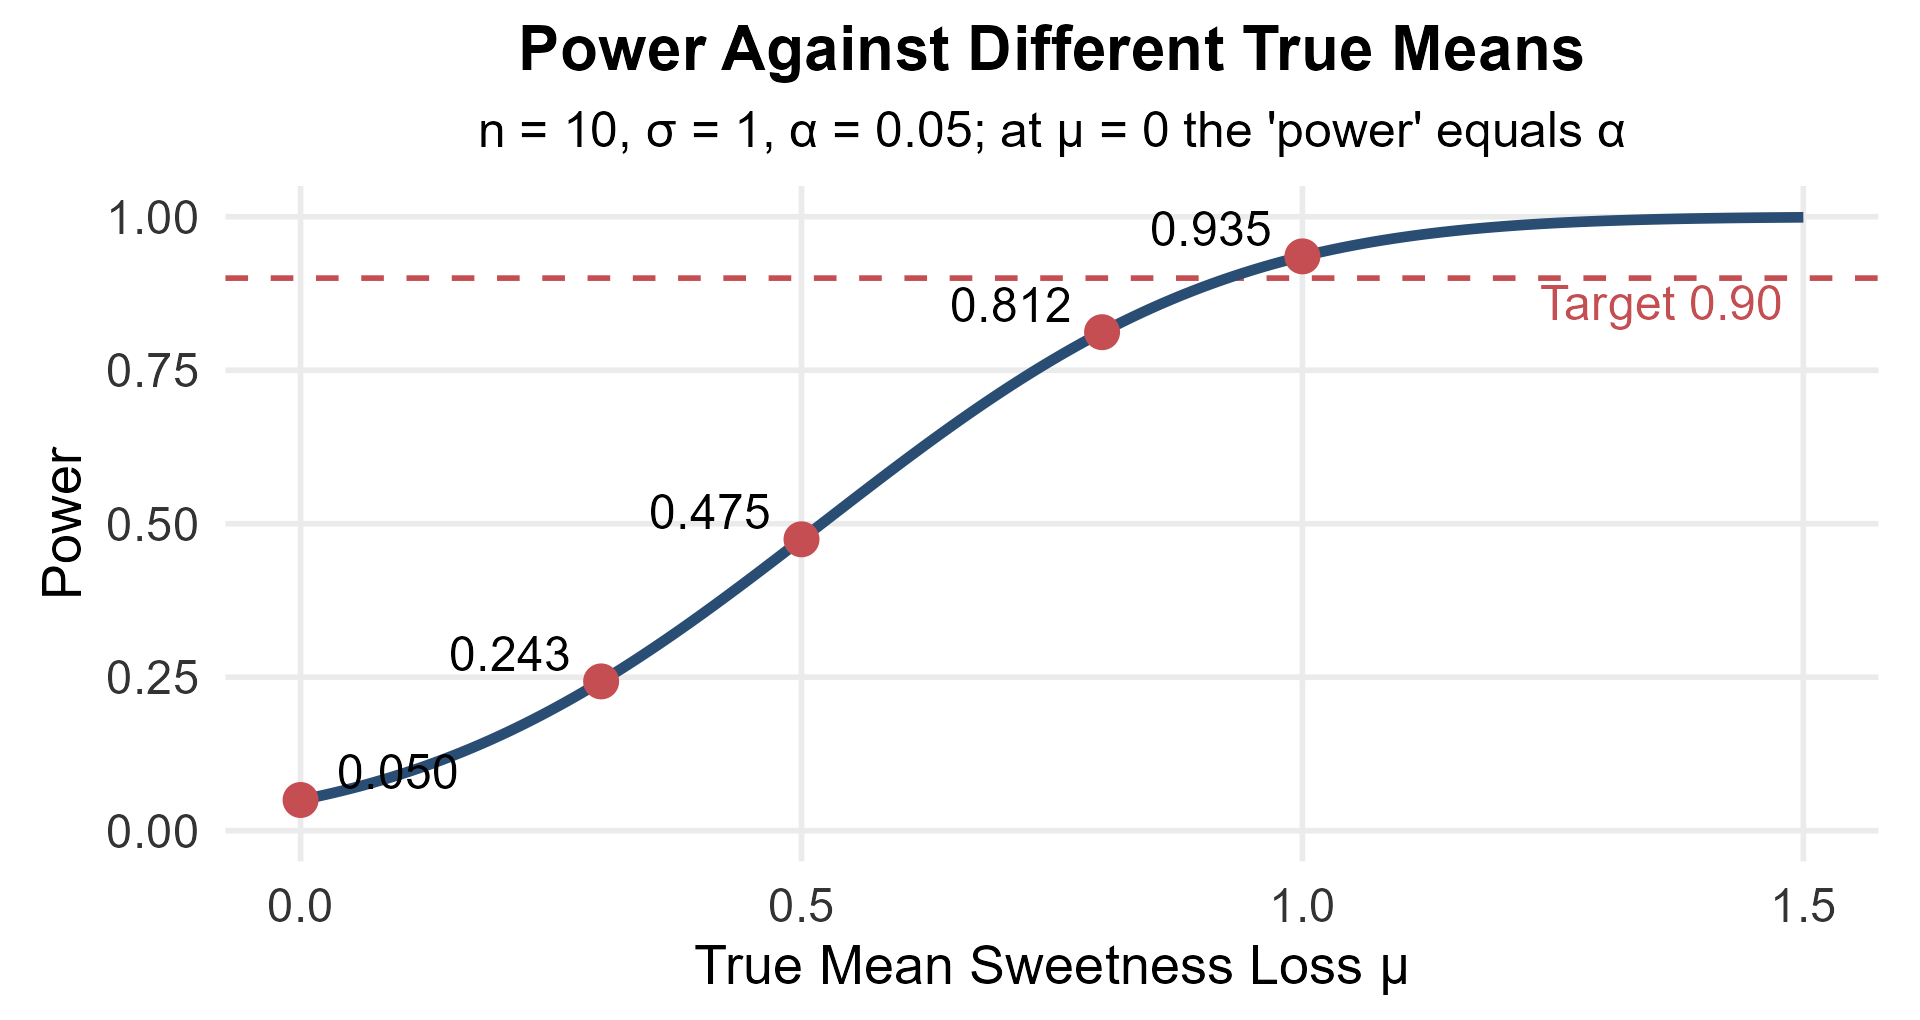 Power Against Different True Means
n = 10, σ = 1, α = 0.05; at μ = 0 the 'power' equals α
1.00
0.75
0.50
0.25
0.00
Power
0.935
0.812
Target 0.90
0.475
0.243
0.050
0.0 0.5 1.0 1.5
True Mean Sweetness Loss μ